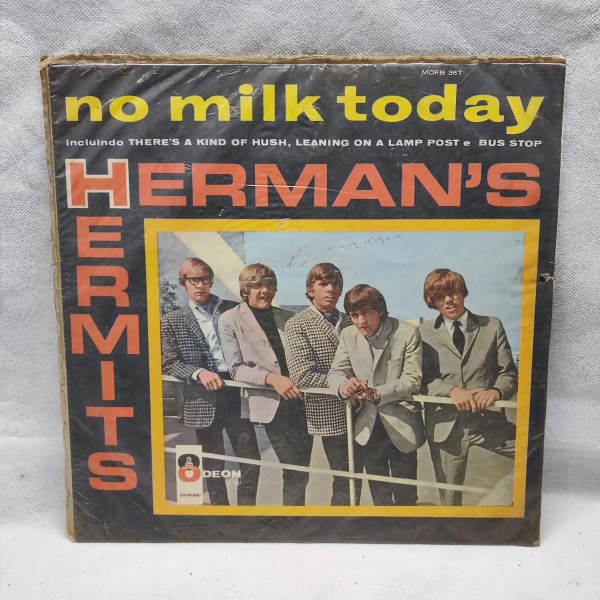 MOFB 367
no milk today
incluindo THERE'S A KIND OF HUSH, LEANING ON A LAMP POST e BUS STOP
HERMAN'S
HERMITS
ODEON